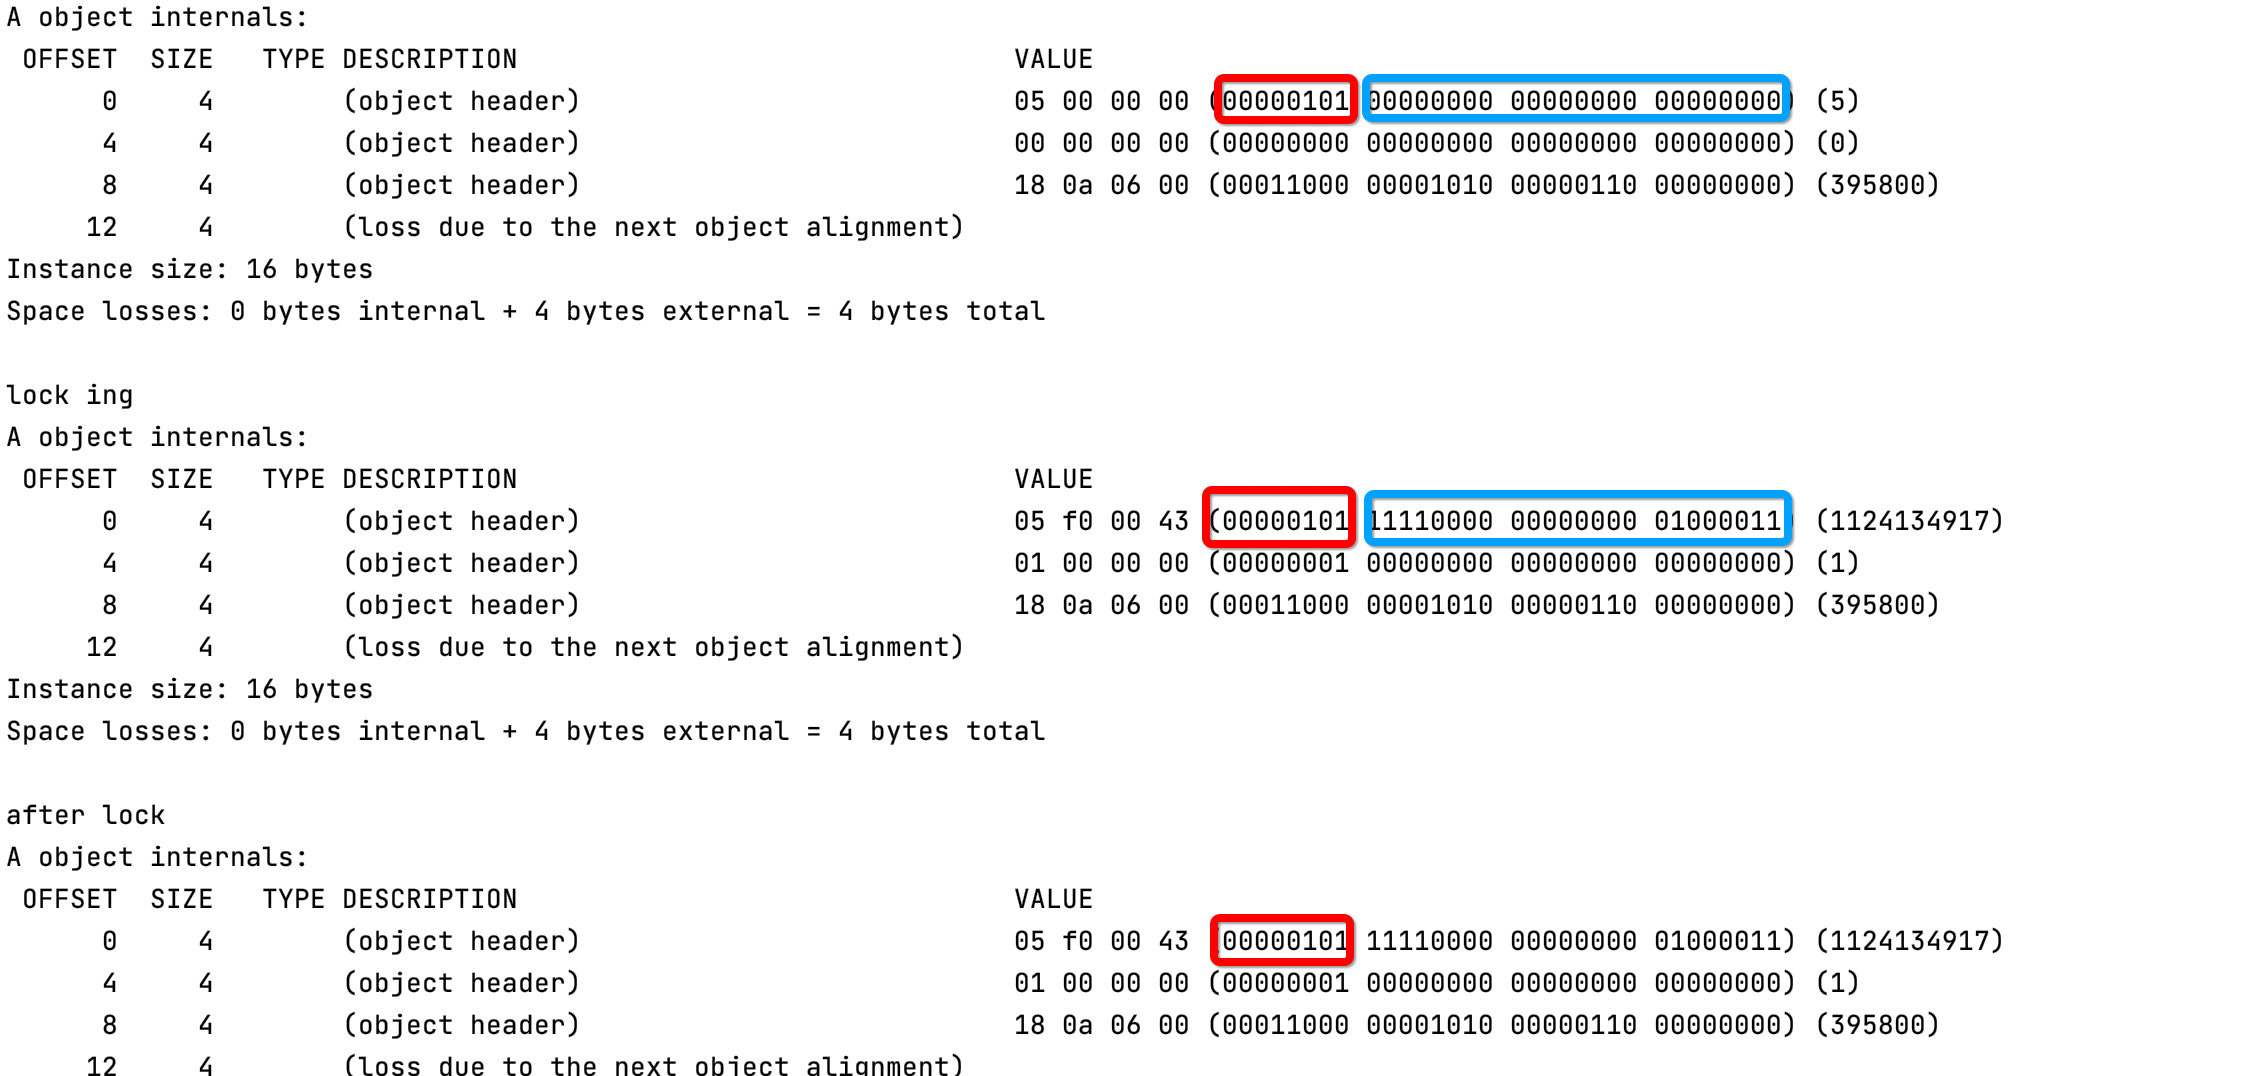 A object internals:
OFFSET  SIZE   TYPE DESCRIPTION                               VALUE
0     4        (object header)                           05 00 00 00 (00000101 00000000 00000000 00000000) (5)
4     4        (object header)                           00 00 00 00 (00000000 00000000 00000000 00000000) (0)
8     4        (object header)                           18 0a 06 00 (00011000 00001010 00000110 00000000) (395800)
12     4        (loss due to the next object alignment)
Instance size: 16 bytes
Space losses: 0 bytes internal + 4 bytes external = 4 bytes total
lock ing
A object internals:
OFFSET  SIZE   TYPE DESCRIPTION                               VALUE
0     4        (object header)                           05 f0 00 43 (00000101 11110000 00000000 01000011) (1124134917)
4     4        (object header)                           01 00 00 00 (00000001 00000000 00000000 00000000) (1)
8     4        (object header)                           18 0a 06 00 (00011000 00001010 00000110 00000000) (395800)
12     4        (loss due to the next object alignment)
Instance size: 16 bytes
Space losses: 0 bytes internal + 4 bytes external = 4 bytes total
after lock
A object internals:
OFFSET  SIZE   TYPE DESCRIPTION                               VALUE
0     4        (object header)                           05 f0 00 43 (00000101 11110000 00000000 01000011) (1124134917)
4     4        (object header)                           01 00 00 00 (00000001 00000000 00000000 00000000) (1)
8     4        (object header)                           18 0a 06 00 (00011000 00001010 00000110 00000000) (395800)
12     4        (loss due to the next object alignment)